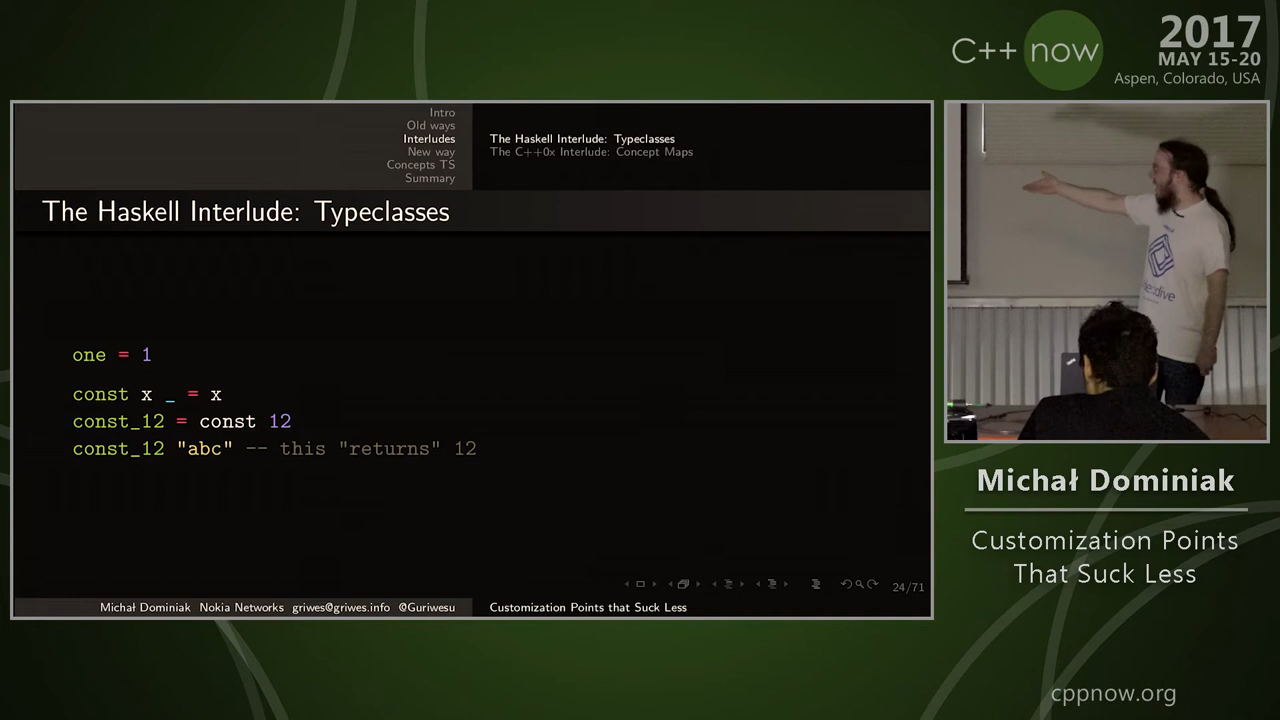 C++ now
2017
MAY 15-20
Aspen, Colorado, USA
Intro
Old ways
Interludes
New way
Concepts TS
Summary
The Haskell Interlude: Typeclasses
The C++0x Interlude: Concept Maps
The Haskell Interlude: Typeclasses
one = 1
const x _ = x
const_12 = const 12
const_12 "abc" -- this "returns" 12
24/71
Michał Dominiak Nokia Networks griwes@griwes.info @Guriwesu
Customization Points that Suck Less
Michał Dominiak
Customization Points
That Suck Less
cppnow.org